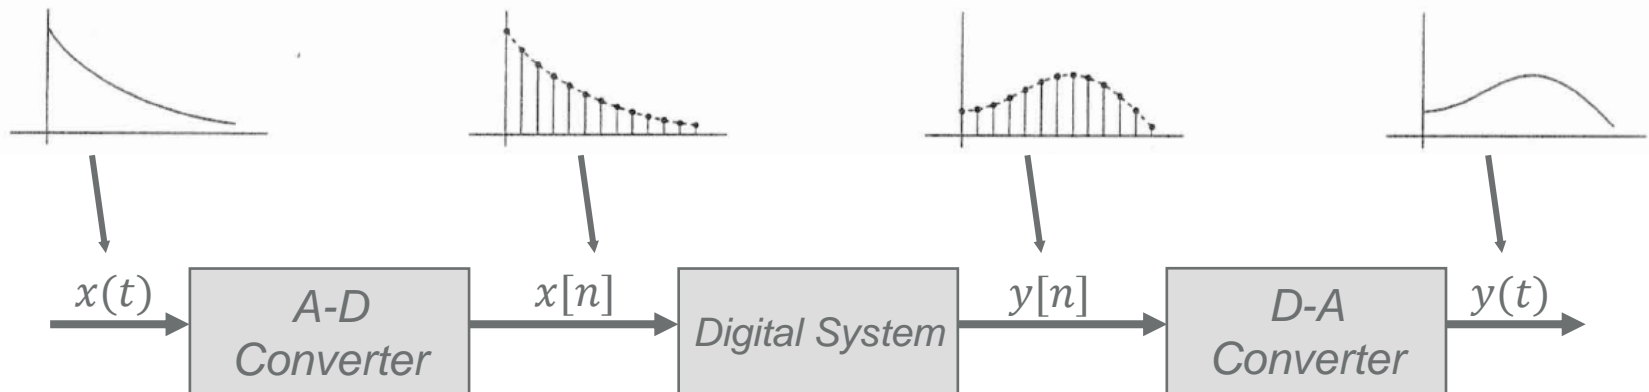 x(t)
A-D
Converter
x[n]
Digital System
y[n]
D-A
Converter
y(t)